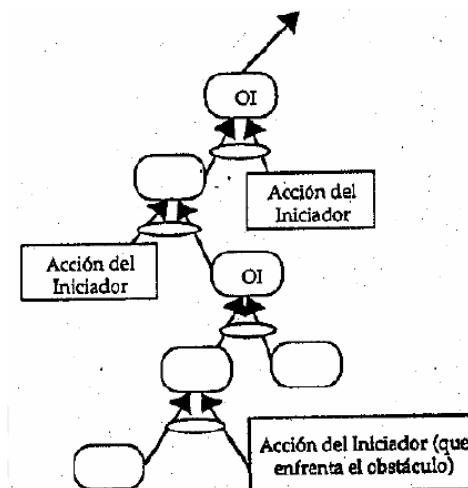 OI
Acción del
Iniciador
Acción del
Iniciador
OI
Acción del Iniciador (que
enfrenta el obstáculo)